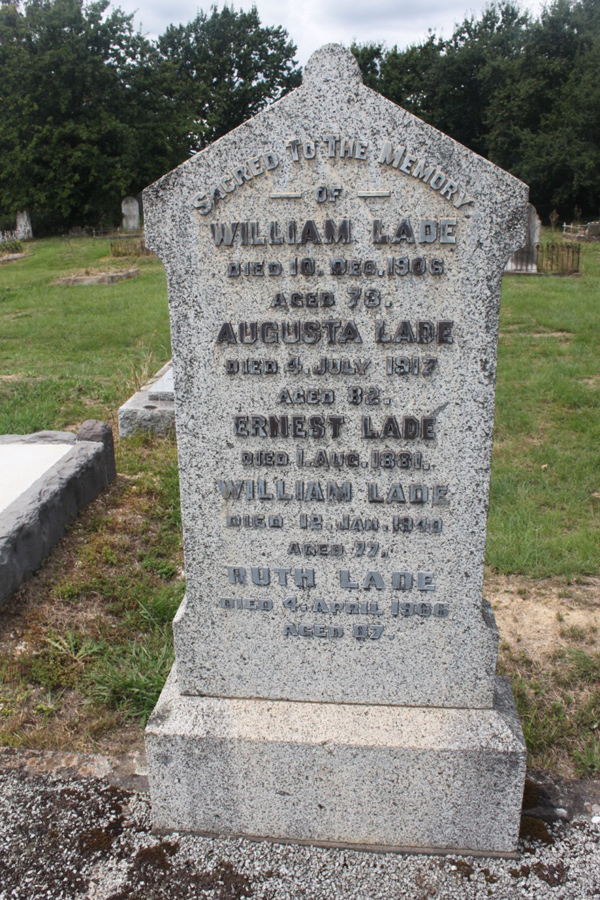 SACRED TO THE MEMORY
OF
WILLIAM LADE
DIED 10. DEC. 1906
AGED 73.
AUGUSTA LADE
DIED 4. JULY 1917
AGED 82.
ERNEST LADE
DIED 1. AUG. 1881.
WILLIAM LADE
DIED 12. JAN. 1940
AGED 77.
RUTH LADE
DIED 4. APRIL 1966
AGED 97.